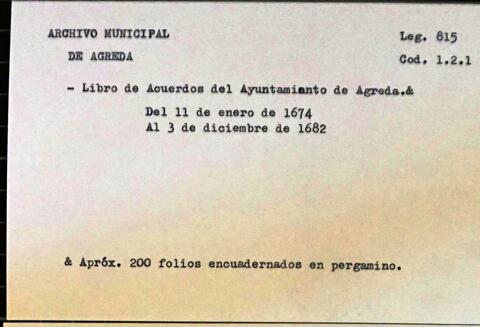 ARCHIVO MUNICIPAL
DE AGREDA
Leg. 815
Cod. 1.2.1
- Libro de Acuerdos del Ayuntamianto de Agreda.&
Del 11 de enero de 1674
Al 3 de diciembre de 1682
& Apróx. 200 folios encuadernados en pergamino.